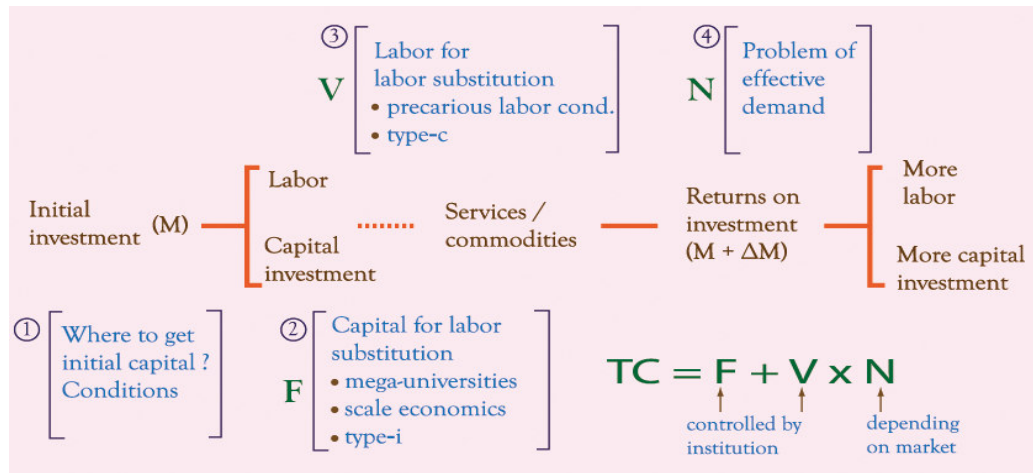 ③
V
Labor for
labor substitution
• precarious labor cond.
• type-c
④
N
Problem of
effective
demand
Initial
investment (M)
Labor
Capital
investment
Services /
commodities
Returns on
investment
(M + ΔM)
More
labor
More capital
investment
①
Where to get
initial capital ?
Conditions
②
F
Capital for labor
substitution
• mega-universities
• scale economics
• type-i
TC = F + V x N
controlled by
institution
depending
on market